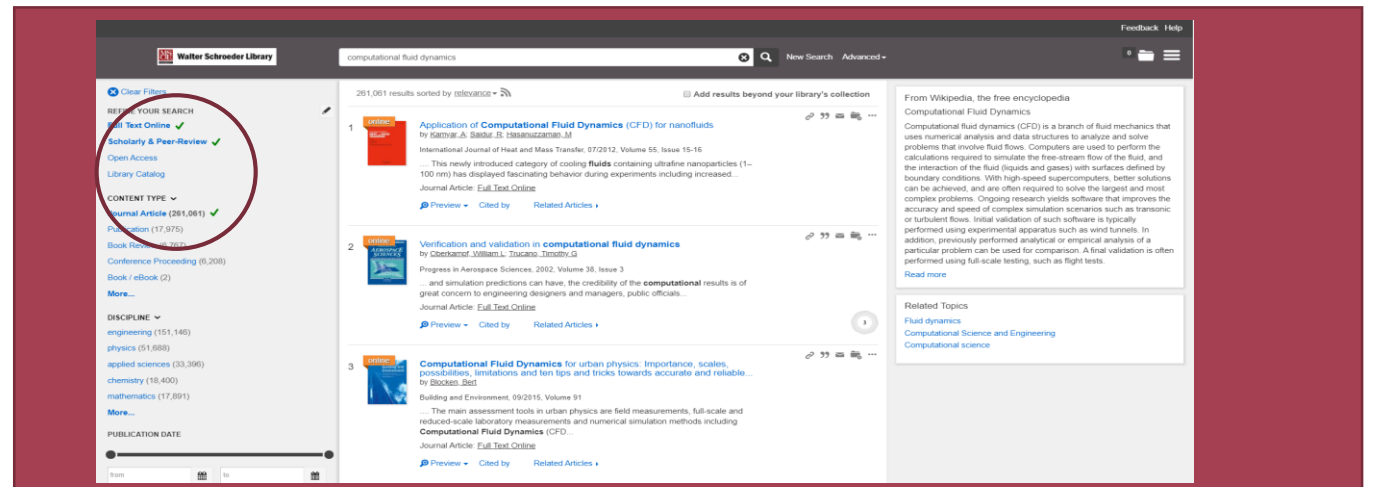 Feedback Help
Walter Schroeder Library
computational fluid dynamics
New Search Advanced
0
Clear Filters
REFINE YOUR SEARCH
Full Text Online
Scholarly & Peer-Review
Open Access
Library Catalog
CONTENT TYPE
Journal Article (261,061)
Publication (17,975)
Book Review (6,767)
Conference Proceeding (6,208)
Book / eBook (2)
More...
DISCIPLINE
engineering (151,146)
physics (51,688)
applied sciences (33,396)
chemistry (18,400)
mathematics (17,891)
More...
PUBLICATION DATE
from
to
261,061 results sorted by relevance
Add results beyond your library's collection
1
online
Application of Computational Fluid Dynamics (CFD) for nanofluids
by Kamyar, A; Saidur, R; Hasanuzzaman, M
International Journal of Heat and Mass Transfer, 07/2012, Volume 55, Issue 15-16
.... This newly introduced category of cooling fluids containing ultrafine nanoparticles (1–
100 nm) has displayed fascinating behavior during experiments including increased...
Journal Article: Full Text Online
Preview Cited by Related Articles
2
online
AEROSPACE
SCIENCES
Verification and validation in computational fluid dynamics
by Oberkampf, William L; Trucano, Timothy G
Progress in Aerospace Sciences, 2002, Volume 38, Issue 3
... and simulation predictions can have, the credibility of the computational results is of
great concern to engineering designers and managers, public officials...
Journal Article: Full Text Online
Preview Cited by Related Articles
3
3
online
Computational Fluid Dynamics for urban physics: Importance, scales,
possibilities, limitations and ten tips and tricks towards accurate and reliable...
by Blocken, Bert
Building and Environment, 09/2015, Volume 91
.... The main assessment tools in urban physics are field measurements, full-scale and
reduced-scale laboratory measurements and numerical simulation methods including
Computational Fluid Dynamics (CFD...
Journal Article: Full Text Online
Preview Cited by Related Articles
From Wikipedia, the free encyclopedia
Computational Fluid Dynamics
Computational fluid dynamics (CFD) is a branch of fluid mechanics that
uses numerical analysis and data structures to analyze and solve
problems that involve fluid flows. Computers are used to perform the
calculations required to simulate the free-stream flow of the fluid, and
the interaction of the fluid (liquids and gases) with surfaces defined by
boundary conditions. With high-speed supercomputers, better solutions
can be achieved, and are often required to solve the largest and most
complex problems. Ongoing research yields software that improves the
accuracy and speed of complex simulation scenarios such as transonic
or turbulent flows. Initial validation of such software is typically
performed using experimental apparatus such as wind tunnels. In
addition, previously performed analytical or empirical analysis of a
particular problem can be used for comparison. A final validation is often
performed using full-scale testing, such as flight tests.
Read more
Related Topics
Fluid dynamics
Computational Science and Engineering
Computational science